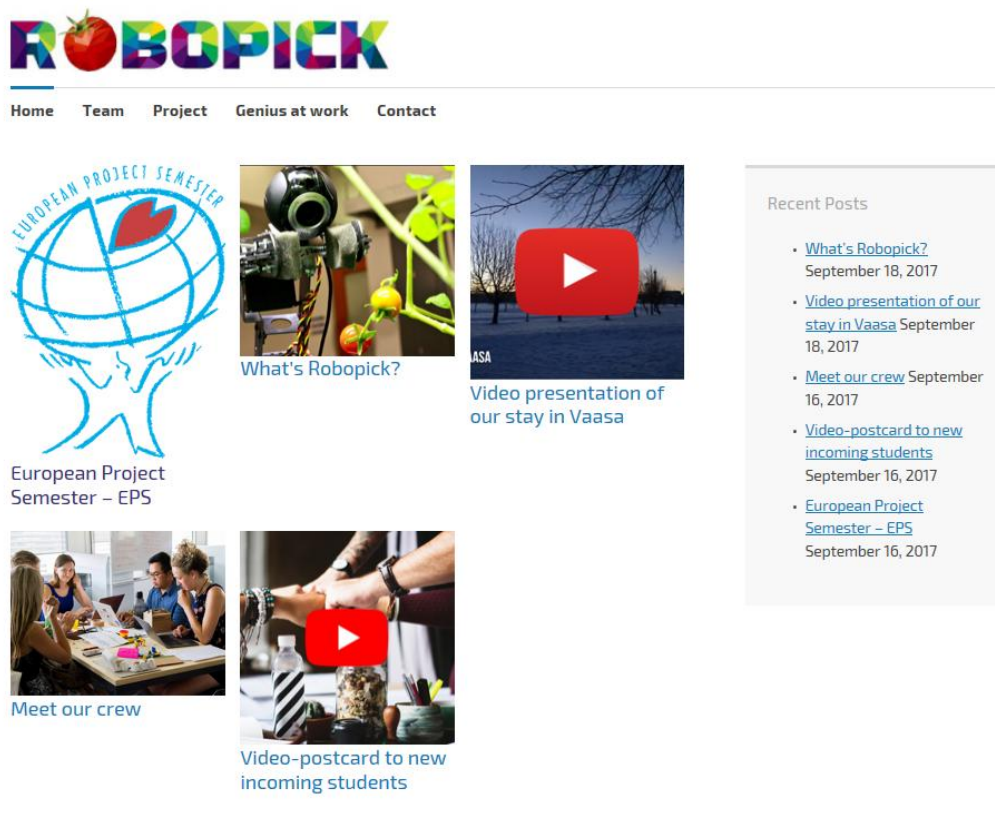 ROBOPICK
Home Team Project Genius at work Contact
EUROPEAN PROJECT SEMESTER
What's Robopick?
ASA
Video presentation of
our stay in Vaasa
European Project
Semester – EPS
Meet our crew
Video-postcard to new
incoming students
Recent Posts
What's Robopick?
September 18, 2017
Video presentation of our
stay in Vaasa September
18, 2017
Meet our crew September
16, 2017
Video-postcard to new
incoming students
September 16, 2017
European Project
Semester – EPS
September 16, 2017